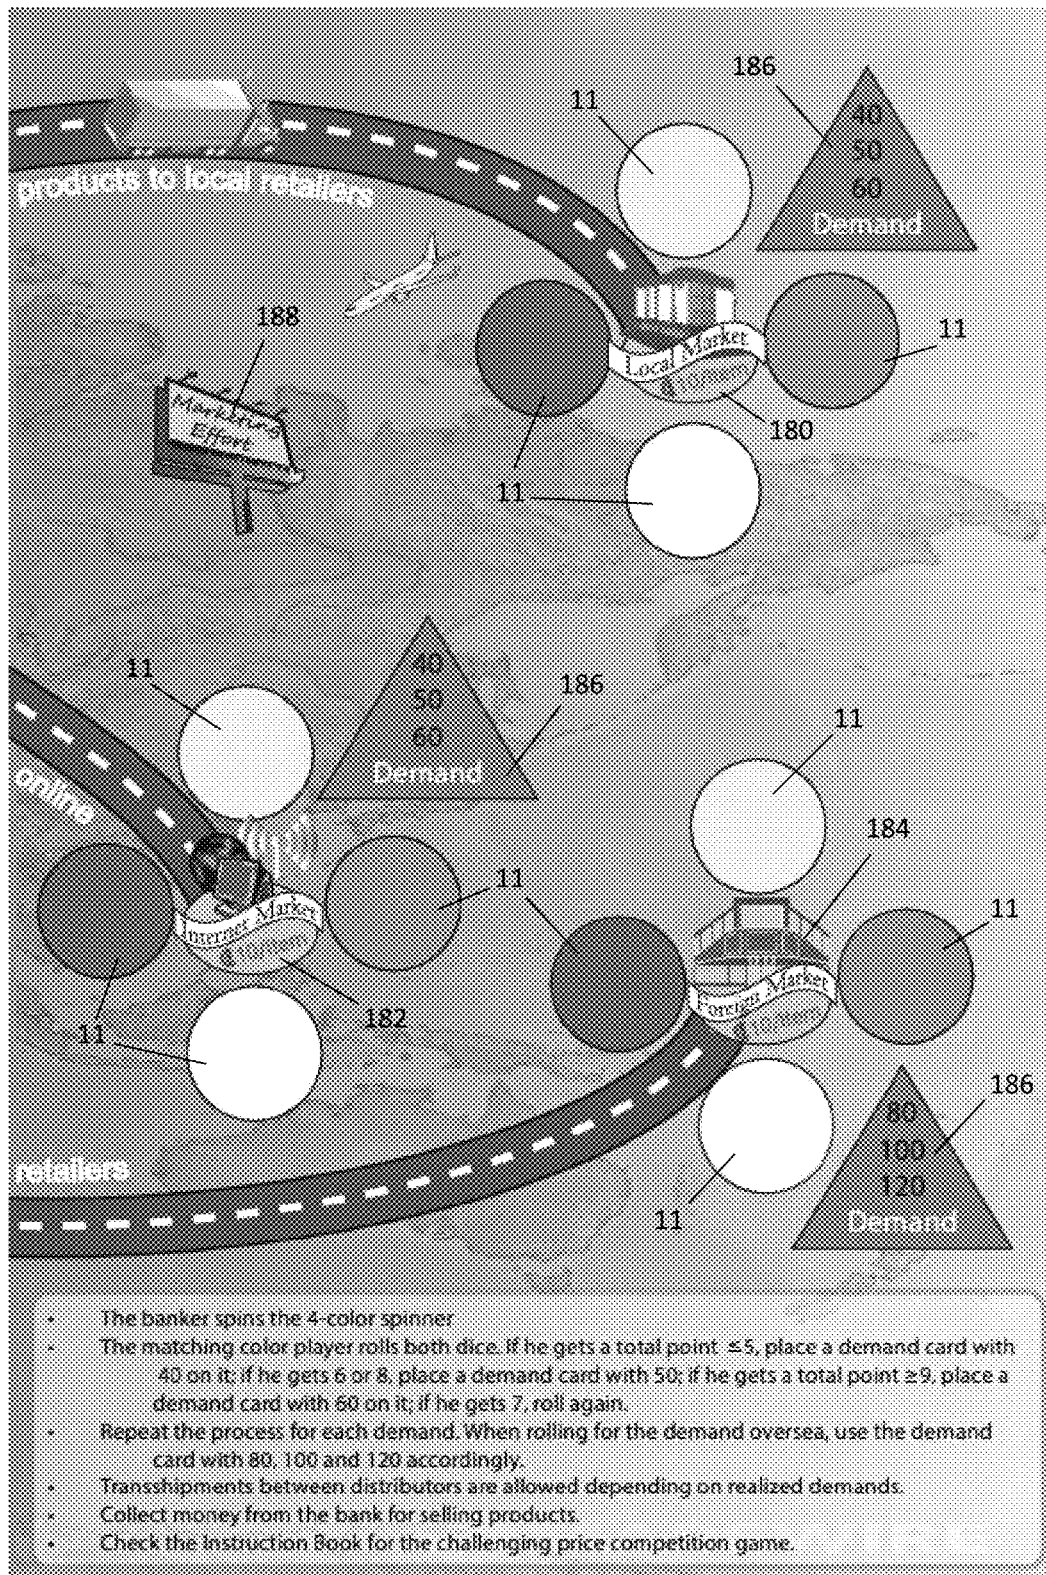 186
11
40
50
60
Demand
products to local retailers
188
11
Local Market
$10/item
Marketing
Effort
180
11
11
40
50
60
Demand
186
11
online
184
11
11
Internet Market
$10/item
Foreign Market
$10/item
182
11
186
80
100
120
Demand
retailers
11
• The banker spins the 4-color spinner
• The matching color player rolls both dice. If he gets a total point ≤5, place a demand card with
40 on it; if he gets 6 or 8, place a demand card with 50; if he gets a total point ≥9, place a
demand card with 60 on it; if he gets 7, roll again.
• Repeat the process for each demand. When rolling for the demand oversea, use the demand
card with 80, 100 and 120 accordingly.
• Transshipments between distributors are allowed depending on realized demands.
• Collect money from the bank for selling products.
• Check the Instruction Book for the challenging price competition game.